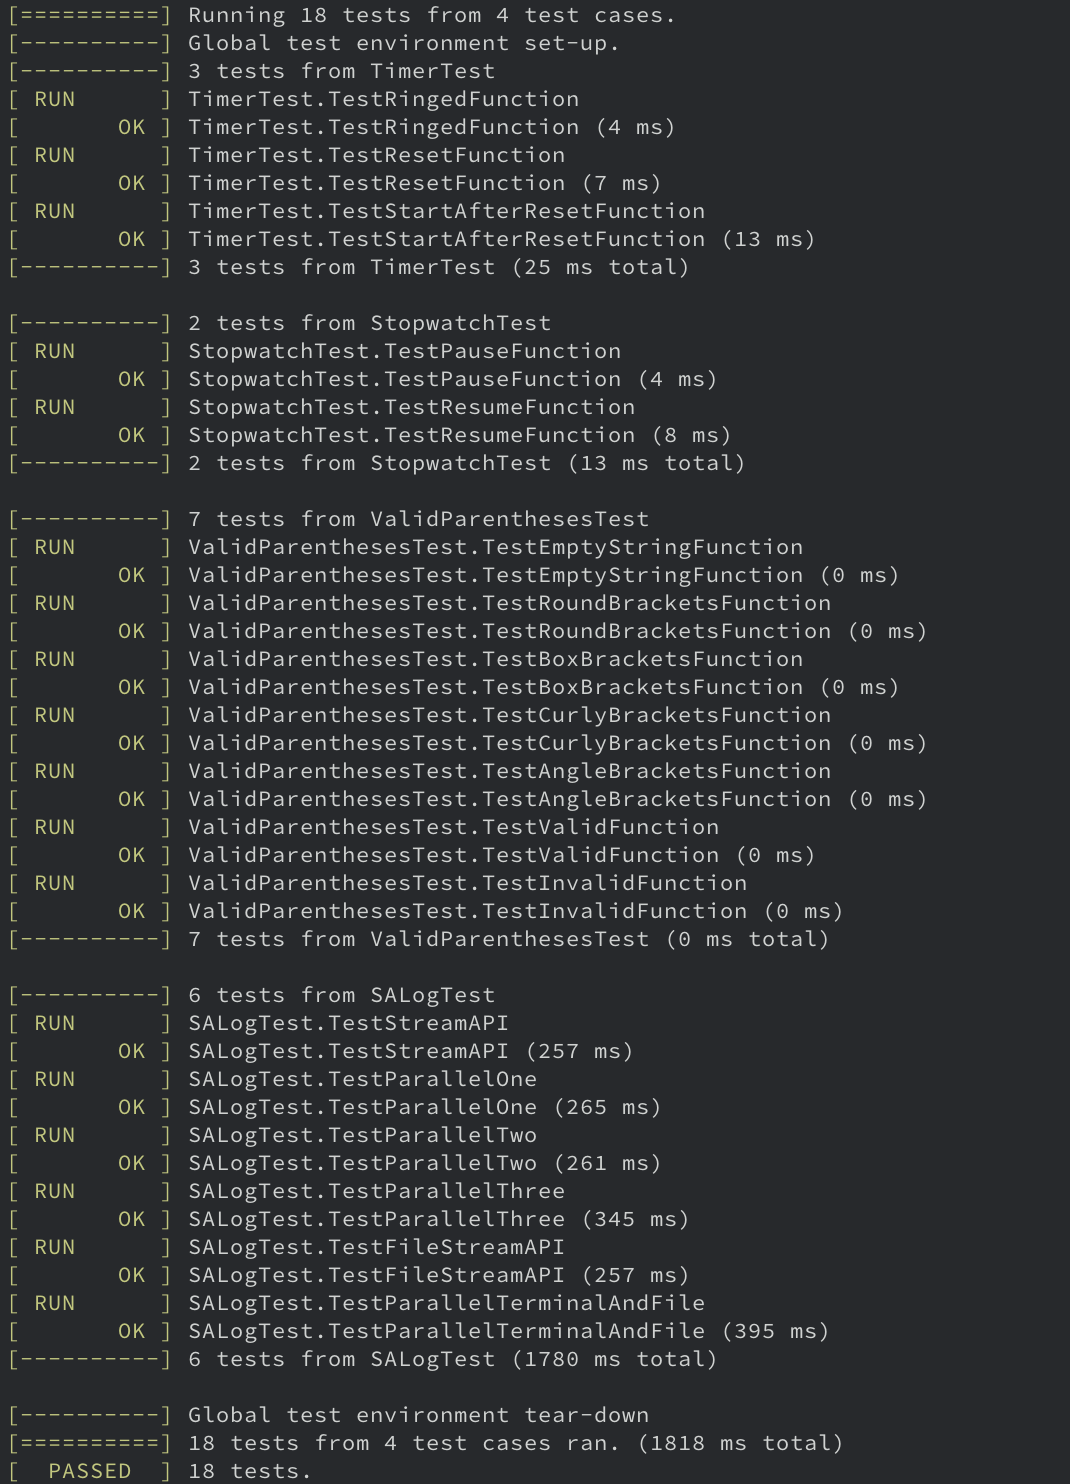 [==========] Running 18 tests from 4 test cases.
[----------] Global test environment set-up.
[----------] 3 tests from TimerTest
[ RUN      ] TimerTest.TestRingedFunction
[       OK ] TimerTest.TestRingedFunction (4 ms)
[ RUN      ] TimerTest.TestResetFunction
[       OK ] TimerTest.TestResetFunction (7 ms)
[ RUN      ] TimerTest.TestStartAfterResetFunction
[       OK ] TimerTest.TestStartAfterResetFunction (13 ms)
[----------] 3 tests from TimerTest (25 ms total)

[----------] 2 tests from StopwatchTest
[ RUN      ] StopwatchTest.TestPauseFunction
[       OK ] StopwatchTest.TestPauseFunction (4 ms)
[ RUN      ] StopwatchTest.TestResumeFunction
[       OK ] StopwatchTest.TestResumeFunction (8 ms)
[----------] 2 tests from StopwatchTest (13 ms total)

[----------] 7 tests from ValidParenthesesTest
[ RUN      ] ValidParenthesesTest.TestEmptyStringFunction
[       OK ] ValidParenthesesTest.TestEmptyStringFunction (0 ms)
[ RUN      ] ValidParenthesesTest.TestRoundBracketsFunction
[       OK ] ValidParenthesesTest.TestRoundBracketsFunction (0 ms)
[ RUN      ] ValidParenthesesTest.TestBoxBracketsFunction
[       OK ] ValidParenthesesTest.TestBoxBracketsFunction (0 ms)
[ RUN      ] ValidParenthesesTest.TestCurlyBracketsFunction
[       OK ] ValidParenthesesTest.TestCurlyBracketsFunction (0 ms)
[ RUN      ] ValidParenthesesTest.TestAngleBracketsFunction
[       OK ] ValidParenthesesTest.TestAngleBracketsFunction (0 ms)
[ RUN      ] ValidParenthesesTest.TestValidFunction
[       OK ] ValidParenthesesTest.TestValidFunction (0 ms)
[ RUN      ] ValidParenthesesTest.TestInvalidFunction
[       OK ] ValidParenthesesTest.TestInvalidFunction (0 ms)
[----------] 7 tests from ValidParenthesesTest (0 ms total)

[----------] 6 tests from SALogTest
[ RUN      ] SALogTest.TestStreamAPI
[       OK ] SALogTest.TestStreamAPI (257 ms)
[ RUN      ] SALogTest.TestParallelOne
[       OK ] SALogTest.TestParallelOne (265 ms)
[ RUN      ] SALogTest.TestParallelTwo
[       OK ] SALogTest.TestParallelTwo (261 ms)
[ RUN      ] SALogTest.TestParallelThree
[       OK ] SALogTest.TestParallelThree (345 ms)
[ RUN      ] SALogTest.TestFileStreamAPI
[       OK ] SALogTest.TestFileStreamAPI (257 ms)
[ RUN      ] SALogTest.TestParallelTerminalAndFile
[       OK ] SALogTest.TestParallelTerminalAndFile (395 ms)
[----------] 6 tests from SALogTest (1780 ms total)

[----------] Global test environment tear-down
[==========] 18 tests from 4 test cases ran. (1818 ms total)
[  PASSED  ] 18 tests.